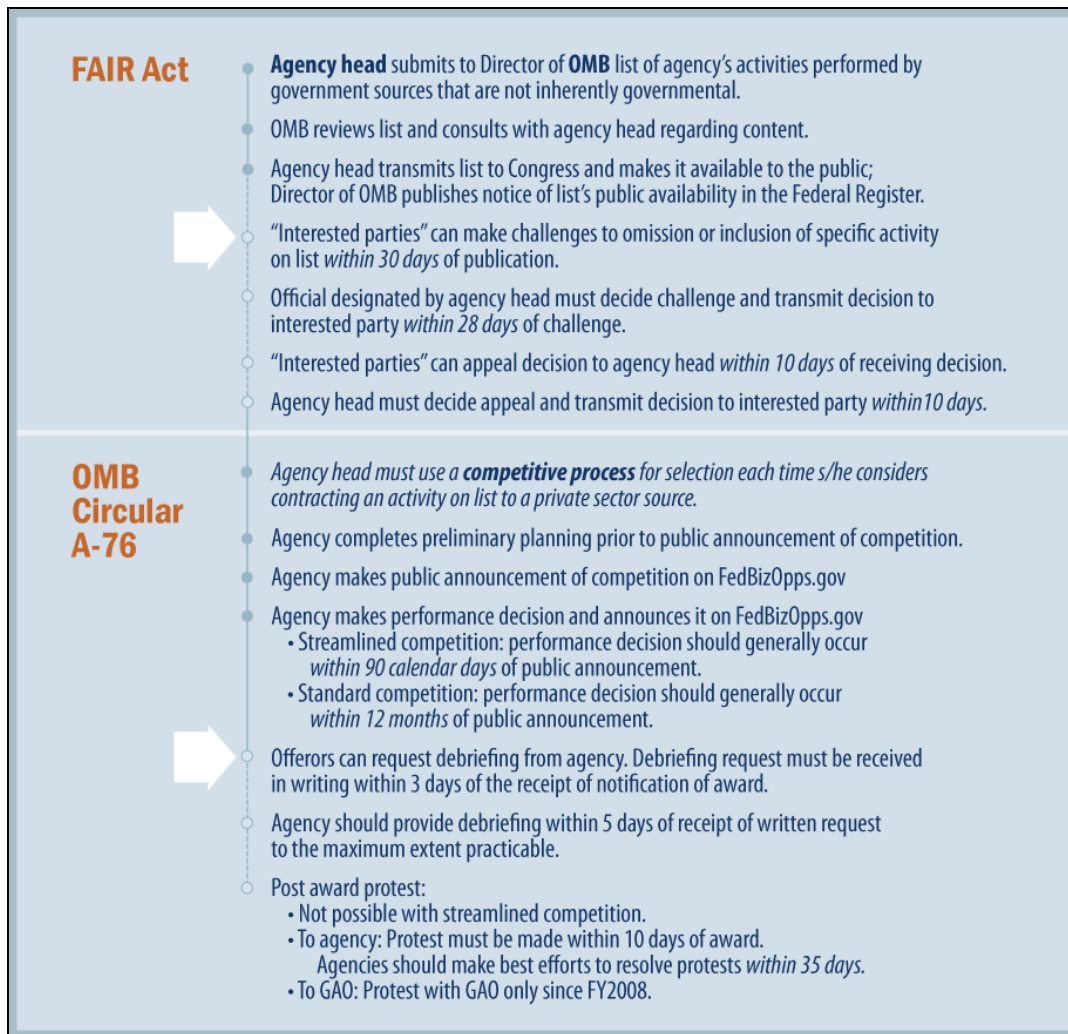 FAIR Act
Agency head submits to Director of OMB list of agency's activities performed by
government sources that are not inherently governmental.
OMB reviews list and consults with agency head regarding content.
Agency head transmits list to Congress and makes it available to the public;
Director of OMB publishes notice of list's public availability in the Federal Register.
“Interested parties” can make challenges to omission or inclusion of specific activity
on list within 30 days of publication.
Official designated by agency head must decide challenge and transmit decision to
interested party within 28 days of challenge.
“Interested parties” can appeal decision to agency head within 10 days of receiving decision.
Agency head must decide appeal and transmit decision to interested party within10 days.
OMB
Circular
A-76
Agency head must use a competitive process for selection each time s/he considers
contracting an activity on list to a private sector source.
Agency completes preliminary planning prior to public announcement of competition.
Agency makes public announcement of competition on FedBizOpps.gov
Agency makes performance decision and announces it on FedBizOpps.gov
• Streamlined competition: performance decision should generally occur
within 90 calendar days of public announcement.
• Standard competition: performance decision should generally occur
within 12 months of public announcement.
Offerors can request debriefing from agency. Debriefing request must be received
in writing within 3 days of the receipt of notification of award.
Agency should provide debriefing within 5 days of receipt of written request
to the maximum extent practicable.
Post award protest:
• Not possible with streamlined competition.
• To agency: Protest must be made within 10 days of award.
Agencies should make best efforts to resolve protests within 35 days.
• To GAO: Protest with GAO only since FY2008.